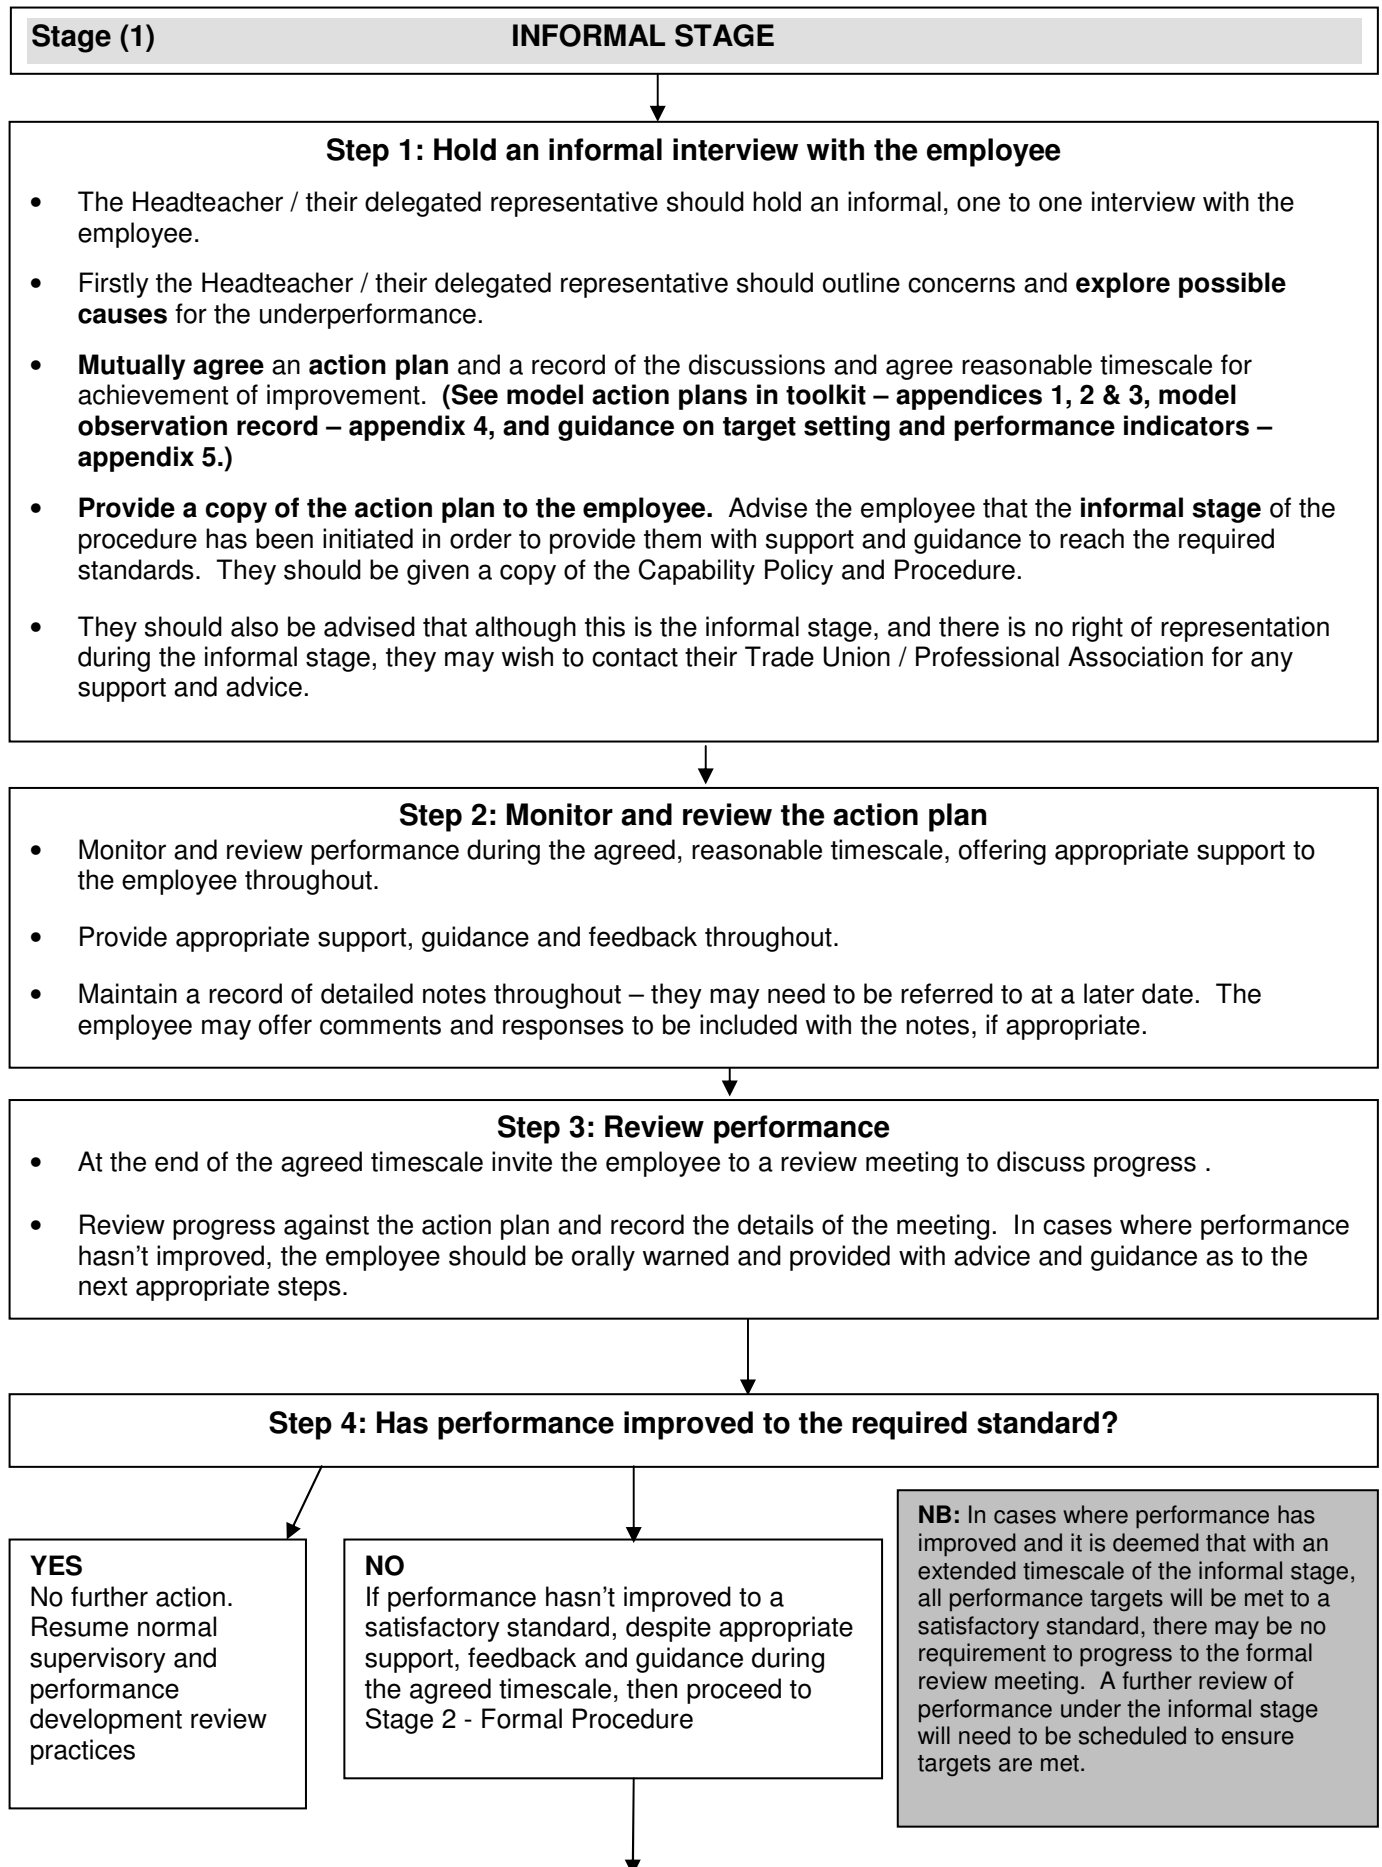 Stage (1) INFORMAL STAGE
Step 1: Hold an informal interview with the employee
• The Headteacher / their delegated representative should hold an informal, one to one interview with the
employee.
• Firstly the Headteacher / their delegated representative should outline concerns and explore possible
causes for the underperformance.
• Mutually agree an action plan and a record of the discussions and agree reasonable timescale for
achievement of improvement. (See model action plans in toolkit – appendices 1, 2 & 3, model
observation record – appendix 4, and guidance on target setting and performance indicators –
appendix 5.)
• Provide a copy of the action plan to the employee. Advise the employee that the informal stage of the
procedure has been initiated in order to provide them with support and guidance to reach the required
standards. They should be given a copy of the Capability Policy and Procedure.
• They should also be advised that although this is the informal stage, and there is no right of representation
during the informal stage, they may wish to contact their Trade Union / Professional Association for any
support and advice.
Step 2: Monitor and review the action plan
• Monitor and review performance during the agreed, reasonable timescale, offering appropriate support to
the employee throughout.
• Provide appropriate support, guidance and feedback throughout.
• Maintain a record of detailed notes throughout – they may need to be referred to at a later date. The
employee may offer comments and responses to be included with the notes, if appropriate.
Step 3: Review performance
• At the end of the agreed timescale invite the employee to a review meeting to discuss progress .
• Review progress against the action plan and record the details of the meeting. In cases where performance
hasn't improved, the employee should be orally warned and provided with advice and guidance as to the
next appropriate steps.
Step 4: Has performance improved to the required standard?
YES
No further action.
Resume normal
supervisory and
performance
development review
practices
NO
If performance hasn't improved to a
satisfactory standard, despite appropriate
support, feedback and guidance during
the agreed timescale, then proceed to
Stage 2 - Formal Procedure
NB: In cases where performance has
improved and it is deemed that with an
extended timescale of the informal stage,
all performance targets will be met to a
satisfactory standard, there may be no
requirement to progress to the formal
review meeting. A further review of
performance under the informal stage
will need to be scheduled to ensure
targets are met.